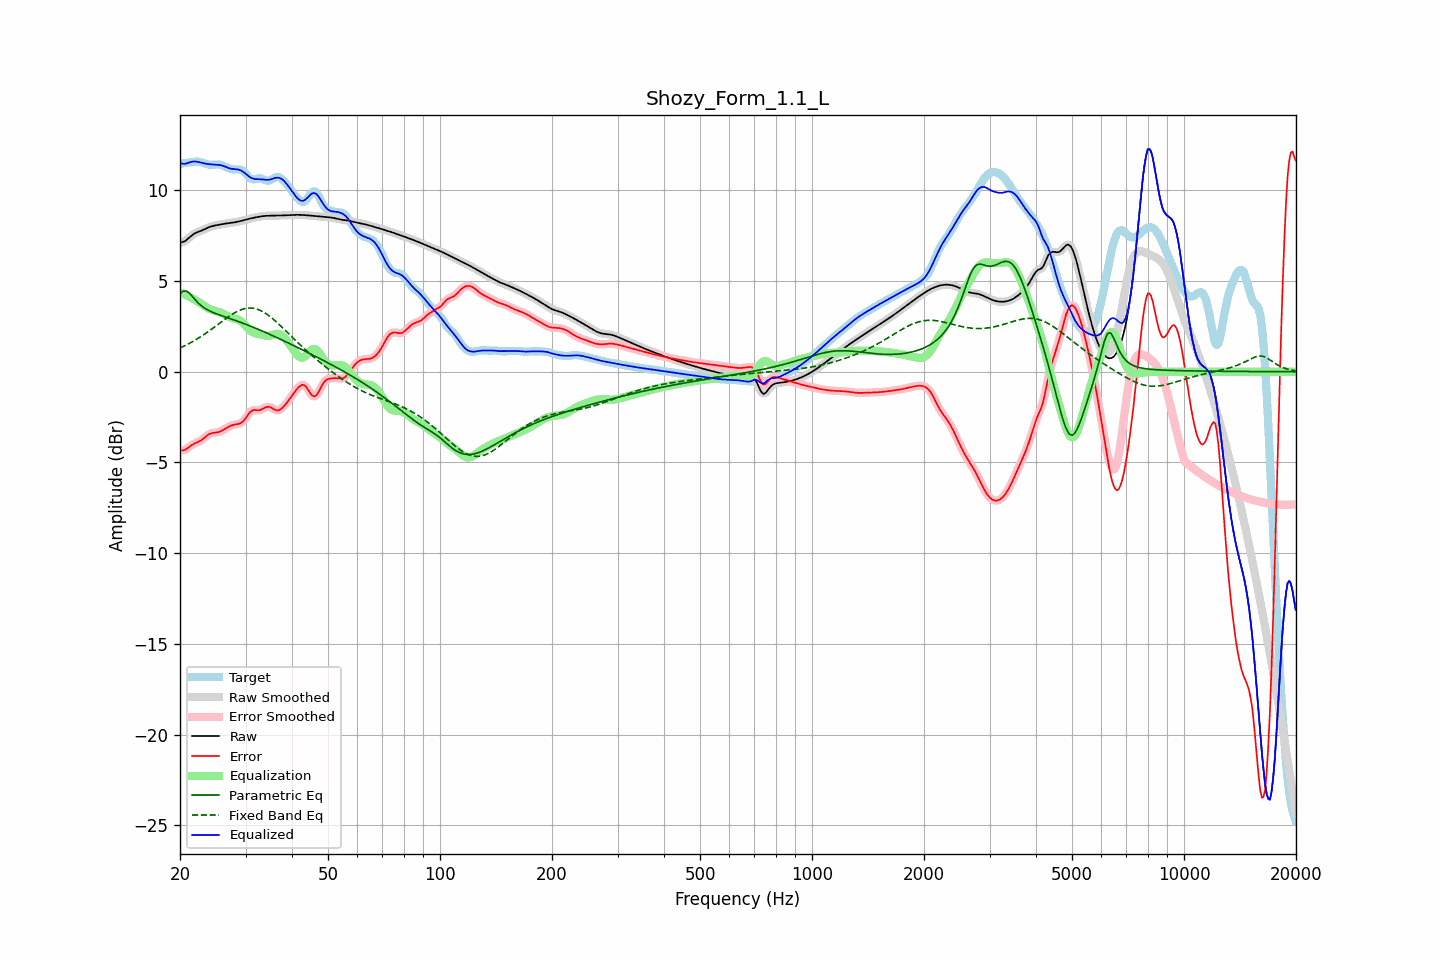 Shozy_Form_1.1_L
Amplitude (dBr)
10
5
0
−5
−10
−15
−20
−25
Target
Raw Smoothed
Error Smoothed
Raw
Error
Equalization
Parametric Eq
Fixed Band Eq
Equalized
20 50 100 200 500 1000 2000 5000 10000 20000
Frequency (Hz)